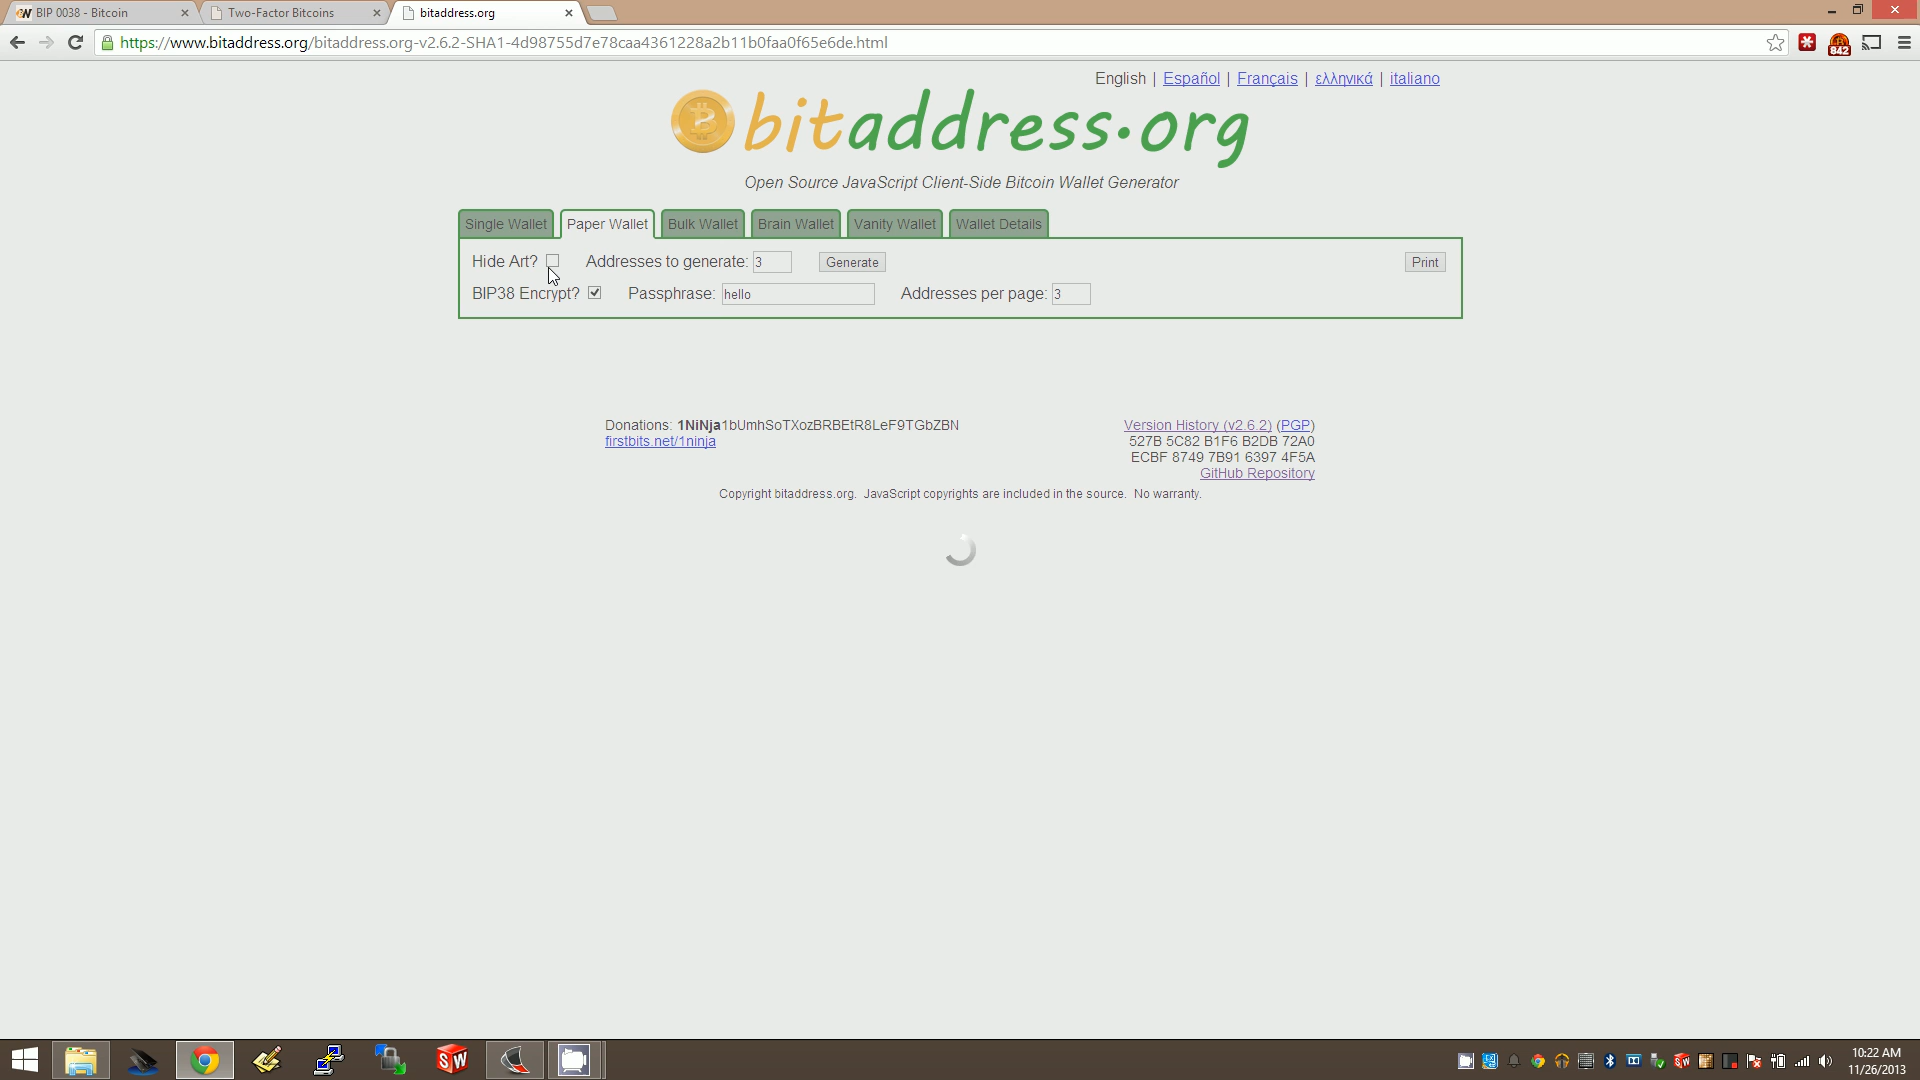 BIP 0038 - Bitcoin
Two-Factor Bitcoins
bitaddress.org
https://www.bitaddress.org/bitaddress.org-v2.6.2-SHA1-4d98755d7e78caa4361228a2b11b0faa0f65e6de.html
842
English | Español | Français | ελληνικά | italiano
bitaddress.org
Open Source JavaScript Client-Side Bitcoin Wallet Generator
Single Wallet Paper Wallet Bulk Wallet Brain Wallet Vanity Wallet Wallet Details
Hide Art? Addresses to generate: 3 Generate Print
BIP38 Encrypt? Passphrase: hello Addresses per page: 3
Donations: 1NiNja1bUmhSoTXozBRBEtR8LeF9TGbZBN
firstbits.net/1ninja
Version History (v2.6.2) (PGP)
527B 5C82 B1F6 B2DB 72A0
ECBF 8749 7B91 6397 4F5A
GitHub Repository
Copyright bitaddress.org. JavaScript copyrights are included in the source. No warranty.
SW
10:22 AM
11/26/2013